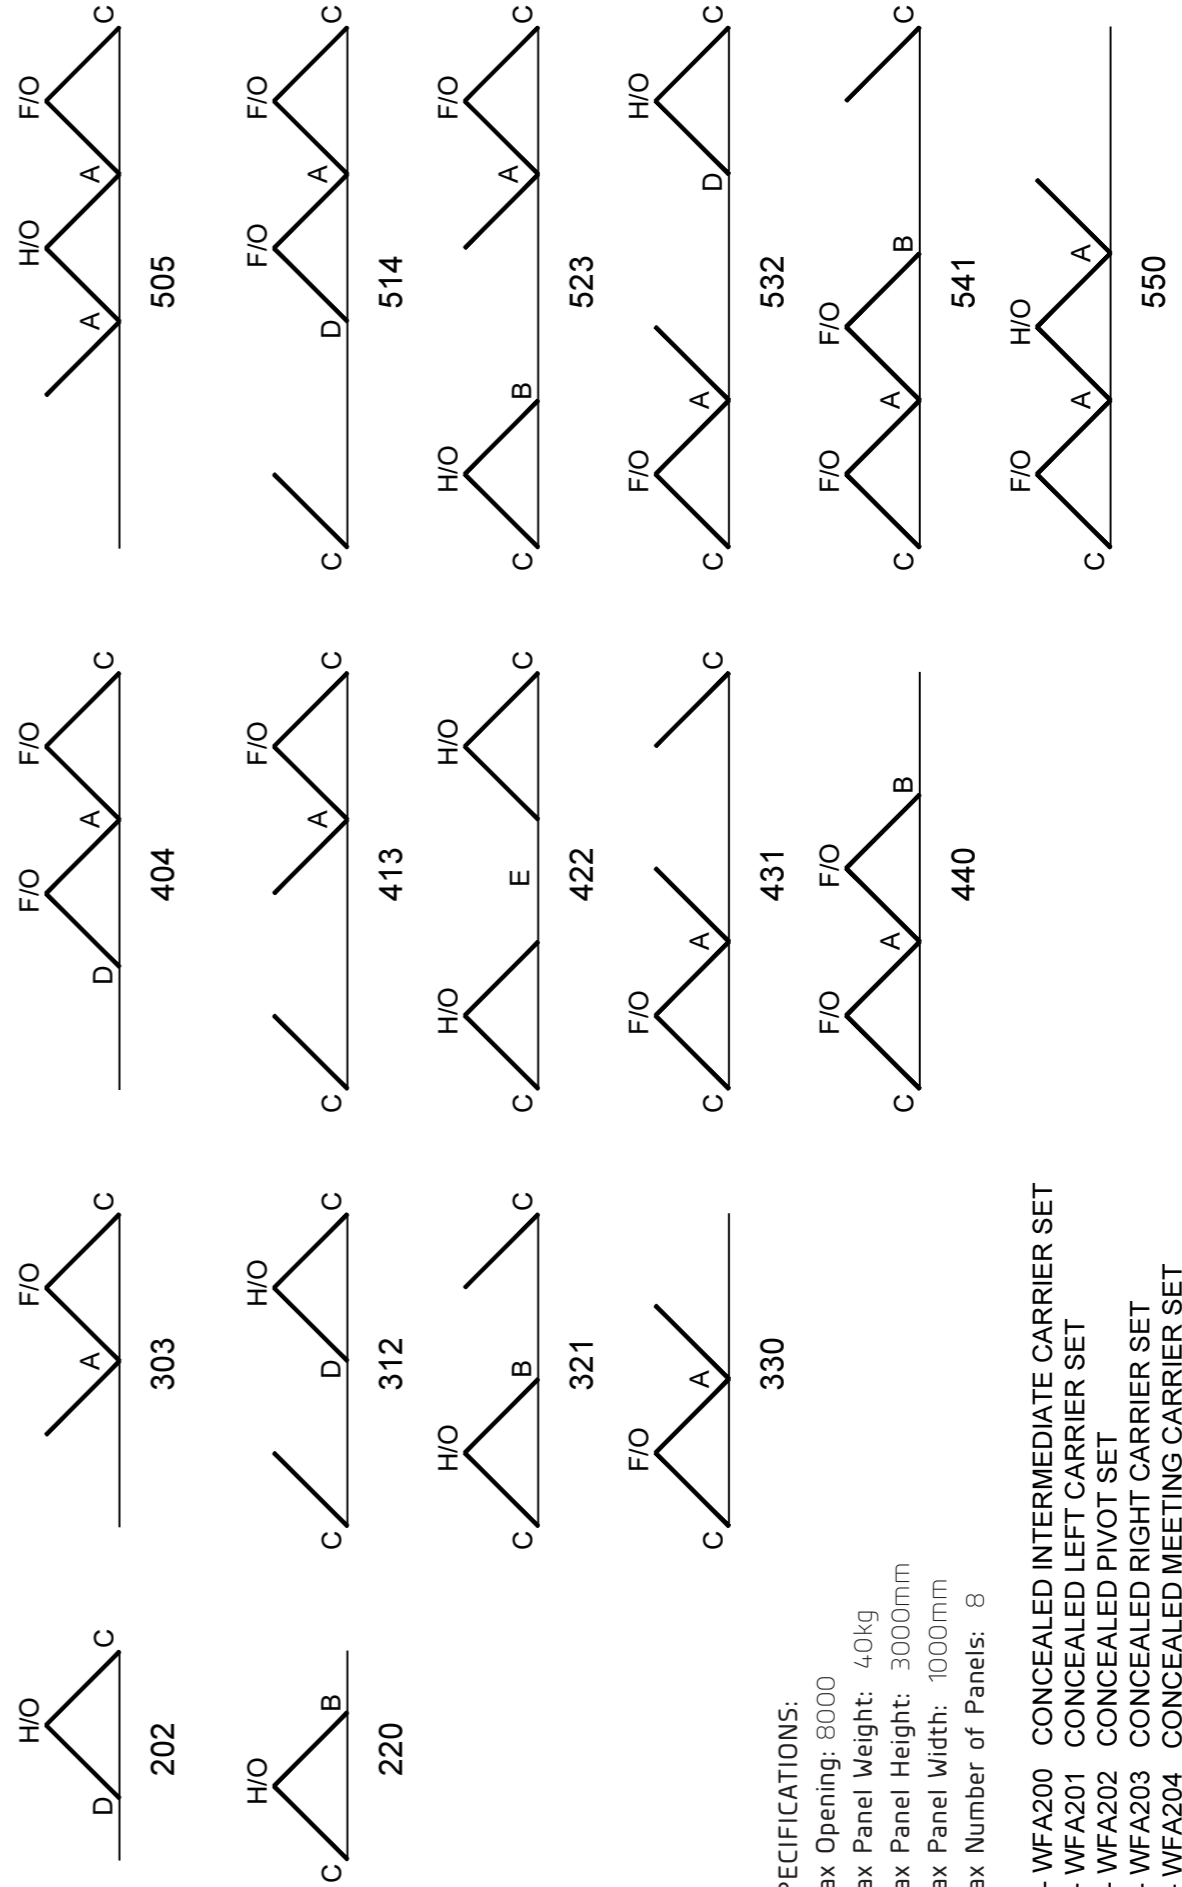 H/O
D C
202
F/O
A C
303
F/O F/O
D A C
404
H/O F/O
A A C
505
H/O
C B
220
H/O
C D C
312
F/O
C A C
413
F/O F/O
C D A C
514
H/O
C B C
321
H/O H/O
C E C
422
H/O F/O
C B A C
523
F/O
C A
330
F/O
C A C
431
F/O H/O
C A D C
532
F/O F/O
C A B
440
F/O F/O
C A B C
541
F/O H/O
C A A
550
PECIFICATIONS:
ax Opening: 8000
ax Panel Weight: 40kg
ax Panel Height: 3000mm
ax Panel Width: 1000mm
ax Number of Panels: 8
- WFA200 CONCEALED INTERMEDIATE CARRIER SET
- WFA201 CONCEALED LEFT CARRIER SET
- WFA202 CONCEALED PIVOT SET
- WFA203 CONCEALED RIGHT CARRIER SET
- WFA204 CONCEALED MEETING CARRIER SET